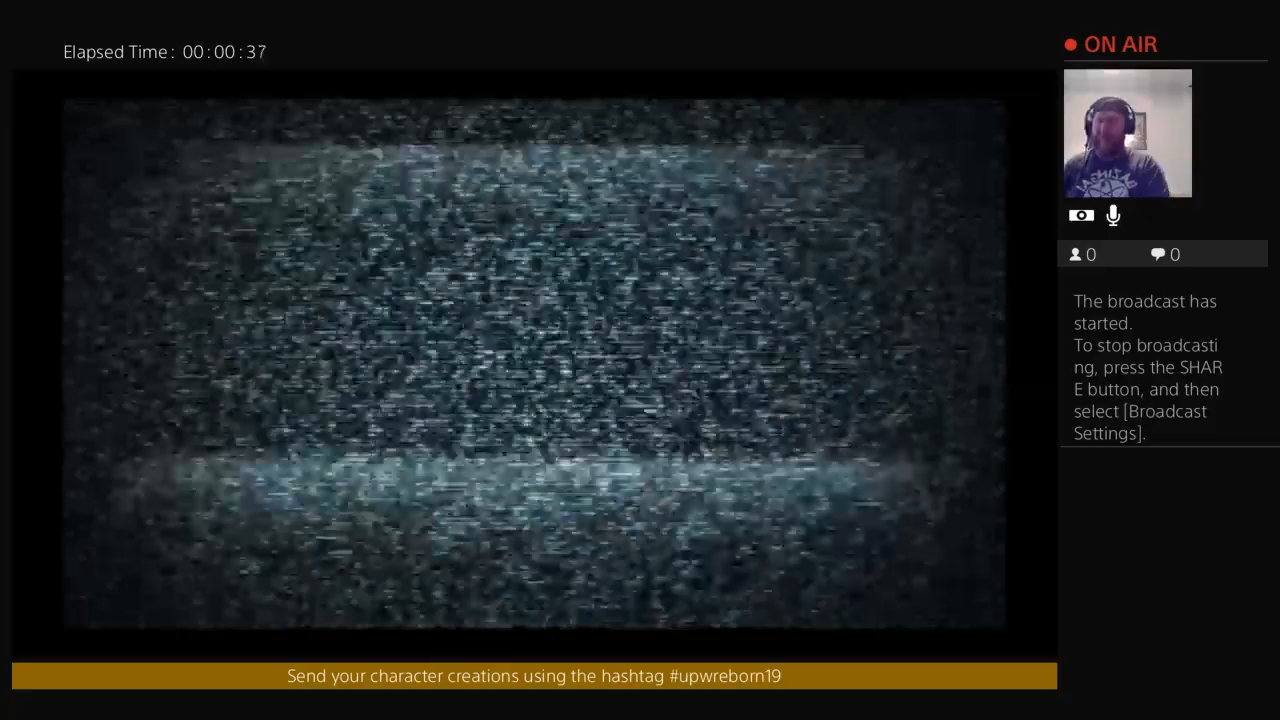 Elapsed Time: 00:00:37
ON AIR
0 0
The broadcast has
started.
To stop broadcasti
ng, press the SHAR
E button, and then
select [Broadcast
Settings].
Send your character creations using the hashtag #upwreborn19